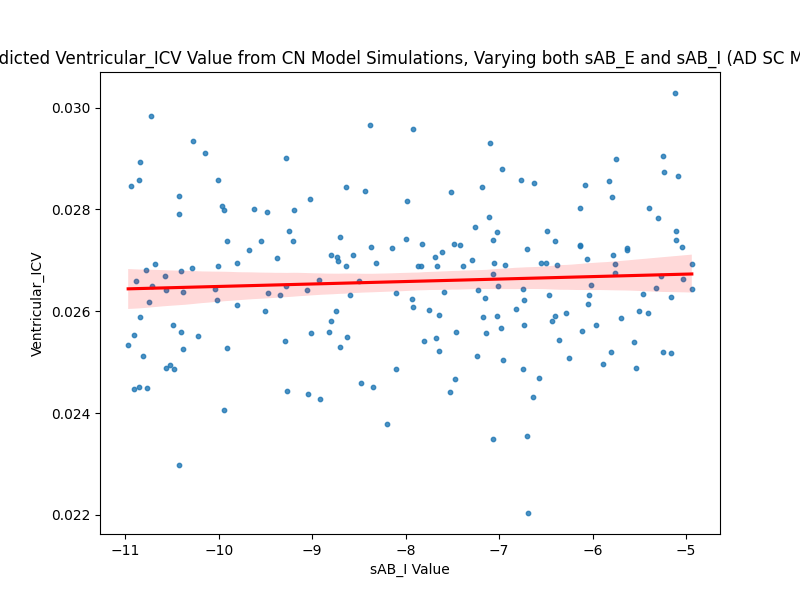 dicted Ventricular_ICV Value from CN Model Simulations, Varying both sAB_E and sAB_I (AD SC M
0.030
0.028
0.026
0.024
0.022
Ventricular_ICV
−11 −10 −9 −8 −7 −6 −5
sAB_I Value